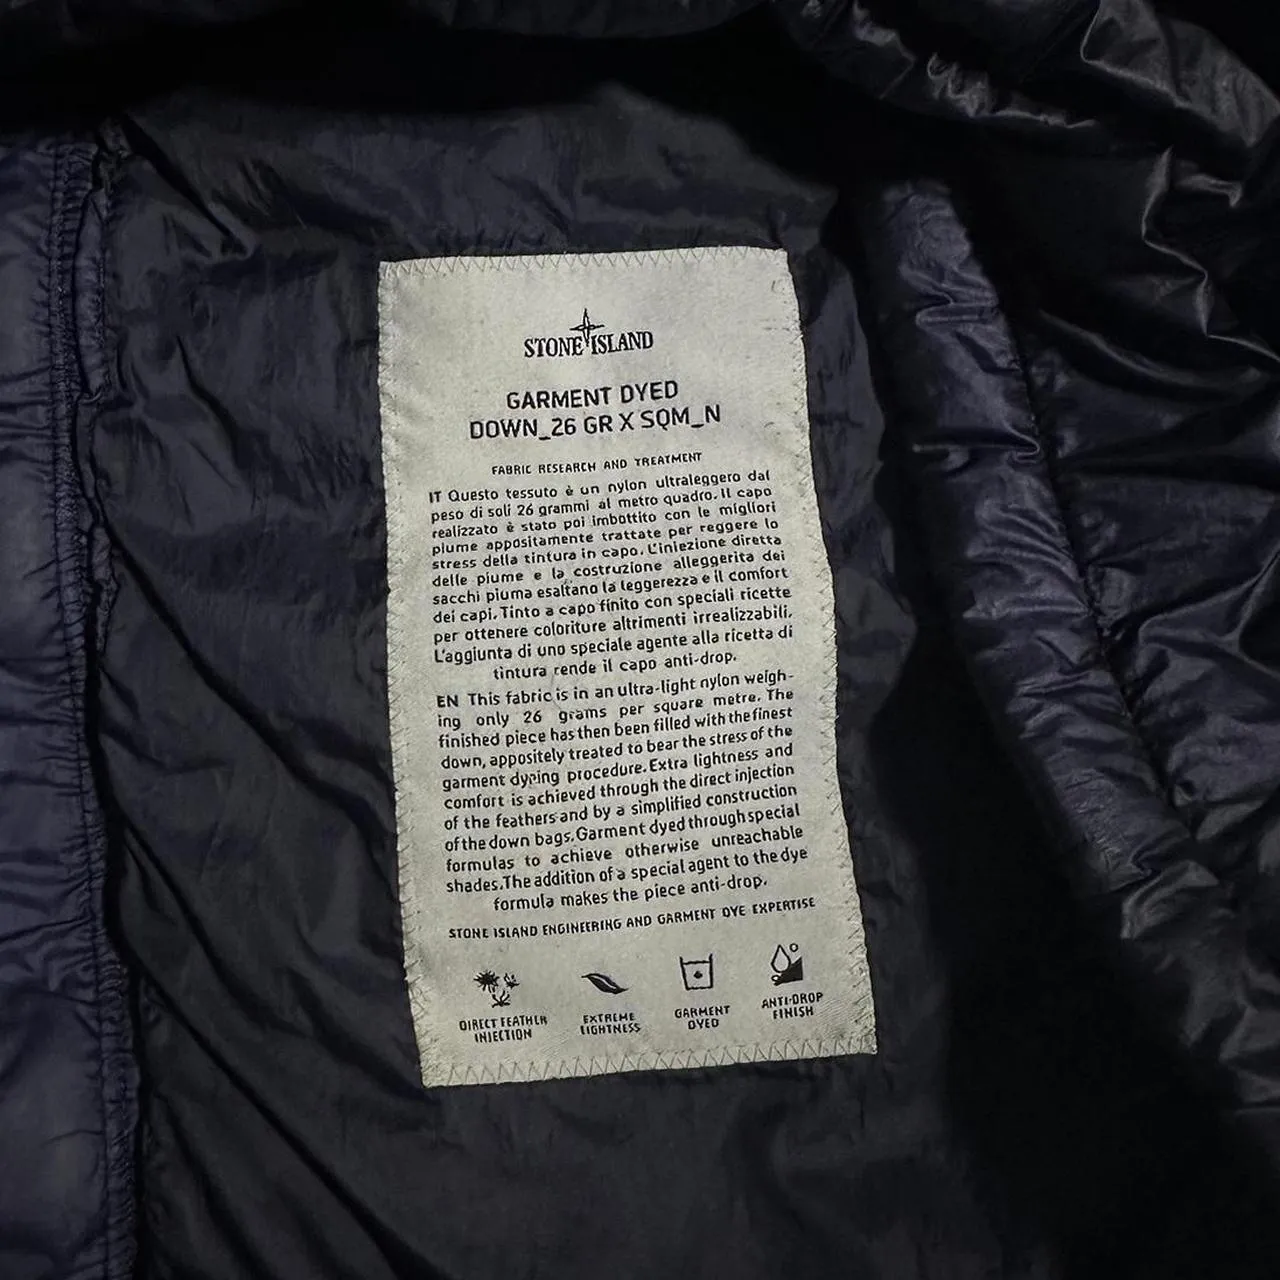 STONE ISLAND
GARMENT DYED
DOWN_26 GR X SQM_N
FABRIC RESEARCH AND TREATMENT
IT Questo tessuto è un nylon ultraleggero dal
peso di soli 26 grammi al metro quadro. Il capo
realizzato è stato poi imbottito con le migliori
piume appositamente trattate per reggere lo
stress della tintura in capo. L'iniezione diretta
delle piume e la costruzione alleggerita dei
sacchi piuma esaltano la leggerezza e il comfort
dei capi. Tinto a capo finito con speciali ricette
per ottenere coloriture altrimenti irrealizzabili.
L'aggiunta di uno speciale agente alla ricetta di
tintura rende il capo anti-drop.
EN This fabric is in an ultra-light nylon weigh-
ing only 26 grams per square metre. The
finished piece has then been filled with the finest
down, appositely treated to bear the stress of the
garment dyeing procedure. Extra lightness and
comfort is achieved through the direct injection
of the feathers and by a simplified construction
of the down bags. Garment dyed through special
formulas to achieve otherwise unreachable
shades. The addition of a special agent to the dye
formula makes the piece anti-drop.
STONE ISLAND ENGINEERING AND GARMENT DYE EXPERTISE
DIRECT FEATHER
INJECTION
EXTREME
LIGHTNESS
GARMENT
DYED
ANTI-DROP
FINISH